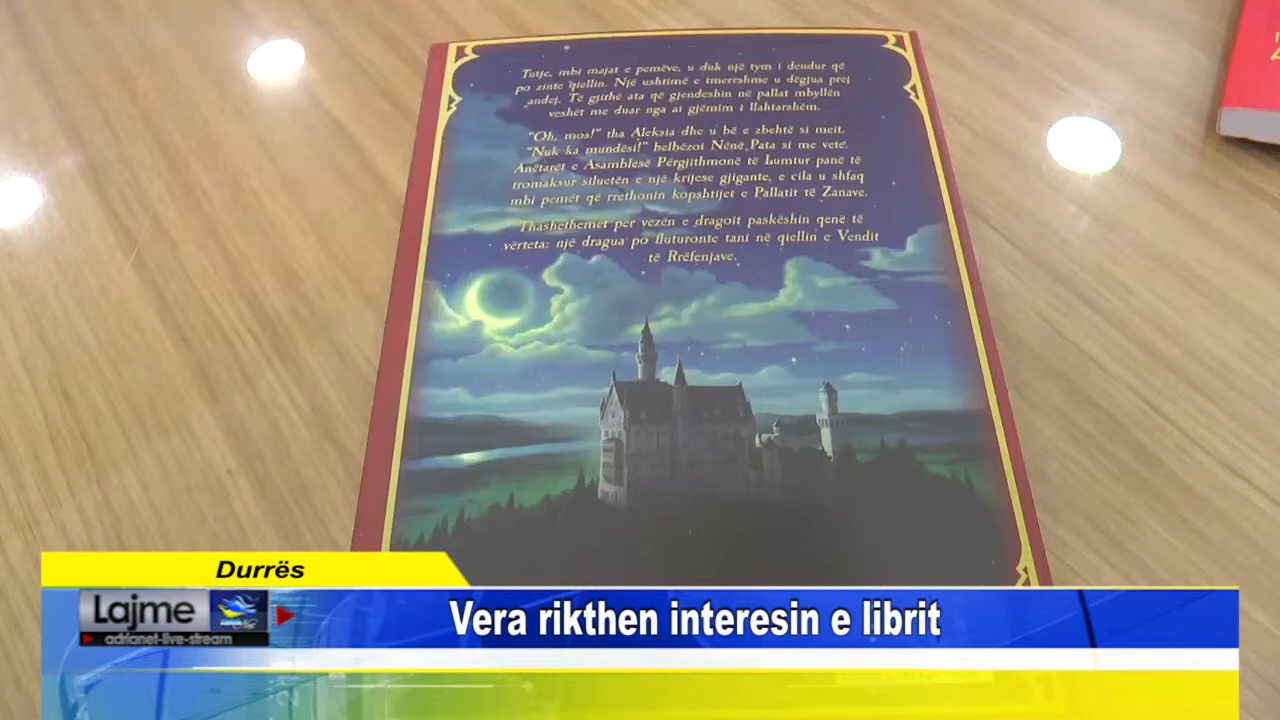 Tutje, mbi majat e pemëve, u duk një tym i dendur që
po zinte qiellin. Një ushtimë e tmerrshme u dëgjua prej
andej. Të gjithë ata që gjendeshin në pallat mbyllën
veshët me duar nga ai gjëmim i llahtarshëm.
"Oh, mos!" tha Aleksia dhe u bë e zbehtë si meit.
"Nuk ka mundësi!" belbëzoi Nënë Pata si me vete.
Anëtarët e Asamblesë Përgjithmonë të Lumtur panë të
tromaksur siluetën e një krijese gjigante, e cila u shfaq
mbi pemët që rrethonin kopshtijet e Pallatit të Zanave.
Thashethemet për vezën e dragoit paskëshin qenë të
vërteta: një dragua po fluturonte tani në qiellin e Vendit
të Rrëfenjave.
Durrës
Lajme
adrianet-live-stream
Vera rikthen interesin e librit